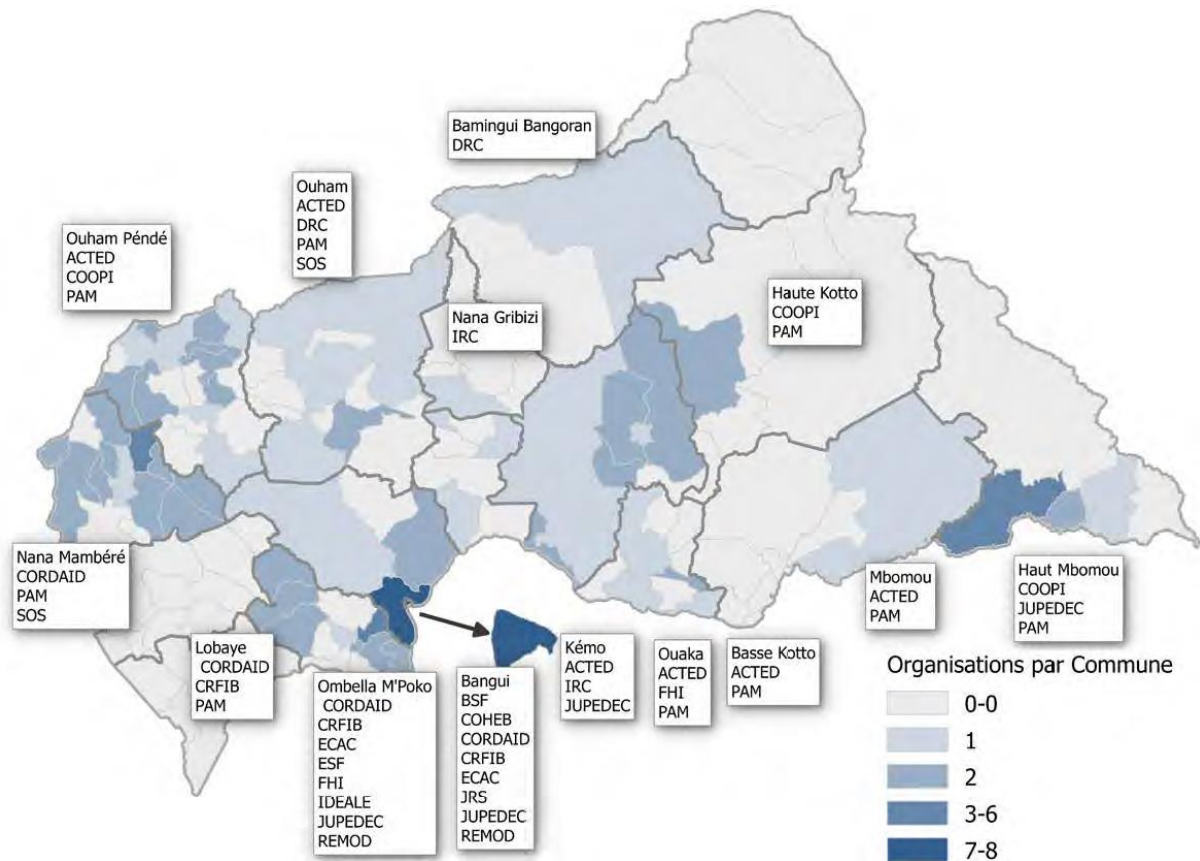 Bamingui Bangoran
DRC
Ouham
ACTED
DRC
PAM
SOS
Ouham Péndé
ACTED
COOPI
PAM
Nana Gribizi
IRC
Haute Kotto
COOPI
PAM
Nana Mambéré
CORDAID
PAM
SOS
Lobaye
CORDAID
CRFIB
PAM
Ombella M'Poko
CORDAID
CRFIB
ECAC
ESF
FHI
IDEALE
JUPEDEC
REMOD
Bangui
BSF
COHEB
CORDAID
CRFIB
ECAC
JRS
JUPEDEC
REMOD
Kémo
ACTED
IRC
JUPEDEC
Ouaka
ACTED
FHI
PAM
Basse Kotto
ACTED
PAM
Mbomou
ACTED
PAM
Haut Mbomou
COOPI
JUPEDEC
PAM
Organisations par Commune
0-0
1
2
3-6
7-8